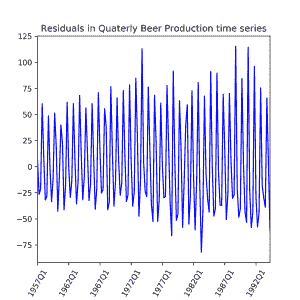 Residuals in Quaterly Beer Production time series
125
100
75
50
25
0
−25
−50
−75
1957Q1
1962Q1
1967Q1
1972Q1
1977Q1
1982Q1
1987Q1
1992Q1